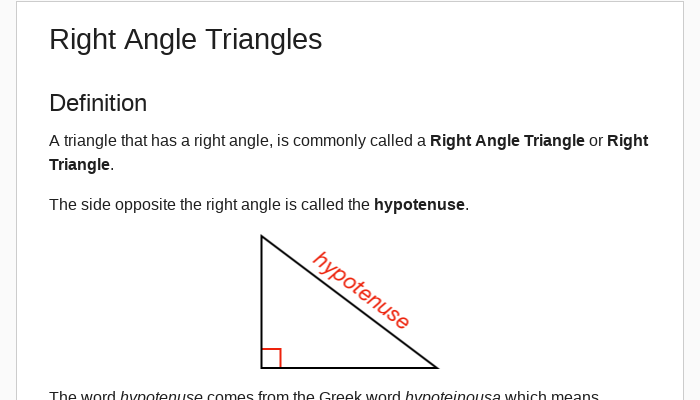 Right Angle Triangles
Definition
A triangle that has a right angle, is commonly called a Right Angle Triangle or Right
Triangle.
The side opposite the right angle is called the hypotenuse.
hypotenuse
The word hypotenuse comes from the Greek word hypoteinousa which means